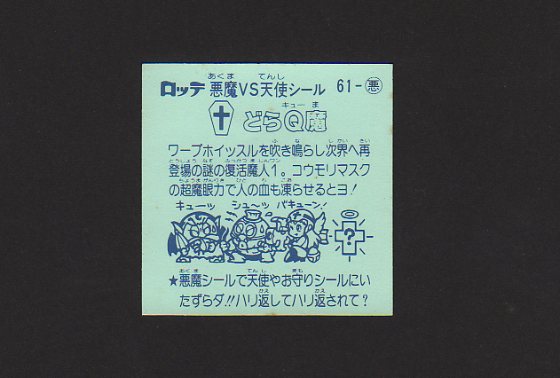 ロッテ 悪魔VS天使シール 61-悪
どらQ魔
ワープホイッスルを吹き鳴らし次界へ再
登場の謎の復活魔人1。コウモリマスク
の超魔眼力で人の血も凍らせるとヨ!
キューッ シュ〜ッ パキューン!
?
★悪魔シールで天使やお守りシールにい
たずらダ!!ハリ返してハリ返されて?